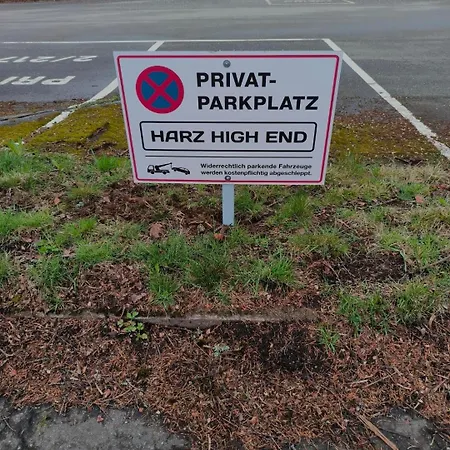 PRIVAT-
PARKPLATZ
HARZ HIGH END
Widerrechtlich parkende Fahrzeuge
werden kostenpflichtig abgeschleppt.